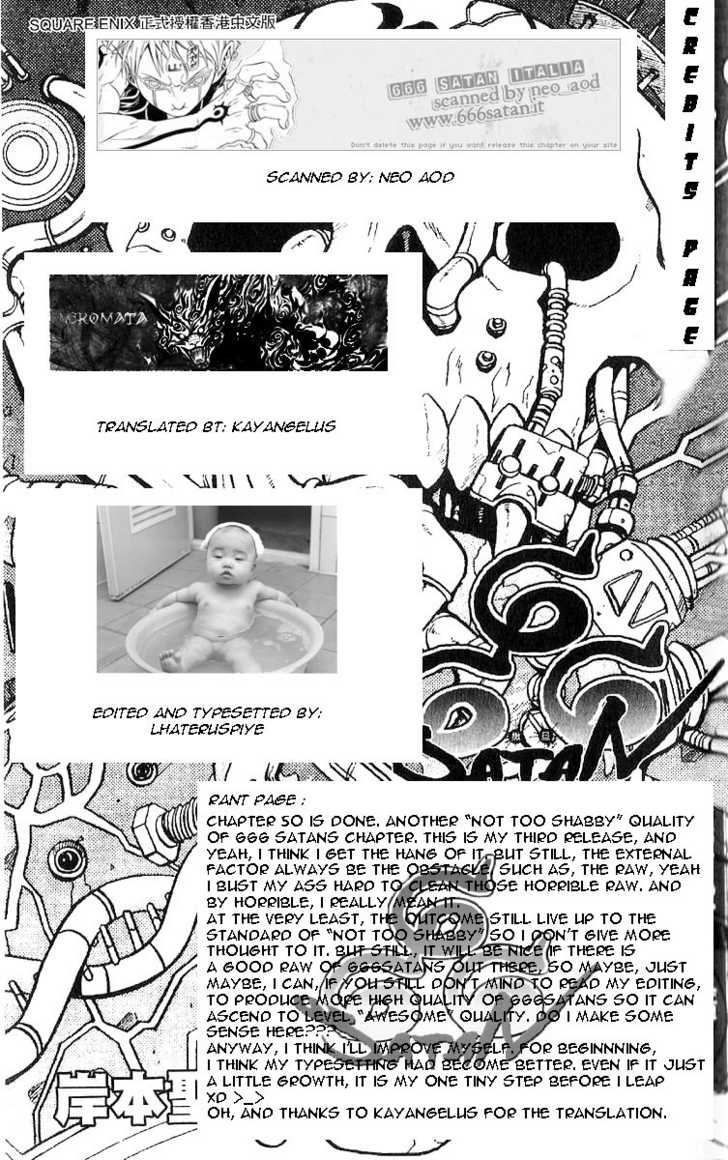 SQUARE ENIX 正式授權香港中文版
666 SATAN ITALIA
scanned by neo_aod
www.666satan.it
Don't delete this page if you want release this chapter on your site
SCANNED BY: NEO AOD
CREDITS PAGE
CROMATA
TRANSLATED BT: KAYANGELUS
EDITED AND TYPESETTED BY:
LHATERUSPIYE
666
SATAN
RANT PAGE :
CHAPTER 50 IS DONE. ANOTHER "NOT TOO SHABBY" QUALITY
OF 666 SATANS CHAPTER. THIS IS MY THIRD RELEASE, AND
YEAH, I THINK I GET THE HANG OF IT. BUT STILL, THE EXTERNAL
FACTOR ALWAYS BE THE OBSTACLE. SUCH AS, THE RAW, YEAH
I BUST MY ASS HARD TO CLEAN THOSE HORRIBLE RAW. AND
BY HORRIBLE, I REALLY MEAN IT.
AT THE VERY LEAST, THE OUTCOME STILL LIVE UP TO THE
STANDARD OF "NOT TOO SHABBY" SO I DON'T GIVE MORE
THOUGHT TO IT. BUT STILL, IT WILL BE NICE IF THERE IS
A GOOD RAW OF 666SATANS OUT THERE. SO MAYBE, JUST
MAYBE, I CAN, IF YOU STILL DON'T MIND TO READ MY EDITING,
TO PRODUCE MORE HIGH QUALITY OF 666SATANS SO IT CAN
ASCEND TO LEVEL "AWESOME" QUALITY. DO I MAKE SOME
SENSE HERE???
ANYWAY, I THINK I'LL IMPROVE MYSELF. FOR BEGINNNING,
I THINK MY TYPESETTING HAD BECOME BETTER. EVEN IF IT JUST
A LITTLE GROWTH, IT IS MY ONE TINY STEP BEFORE I LEAP
XD >_>
OH, AND THANKS TO KAYANGELUS FOR THE TRANSLATION.
666
SATAN
岸本聖